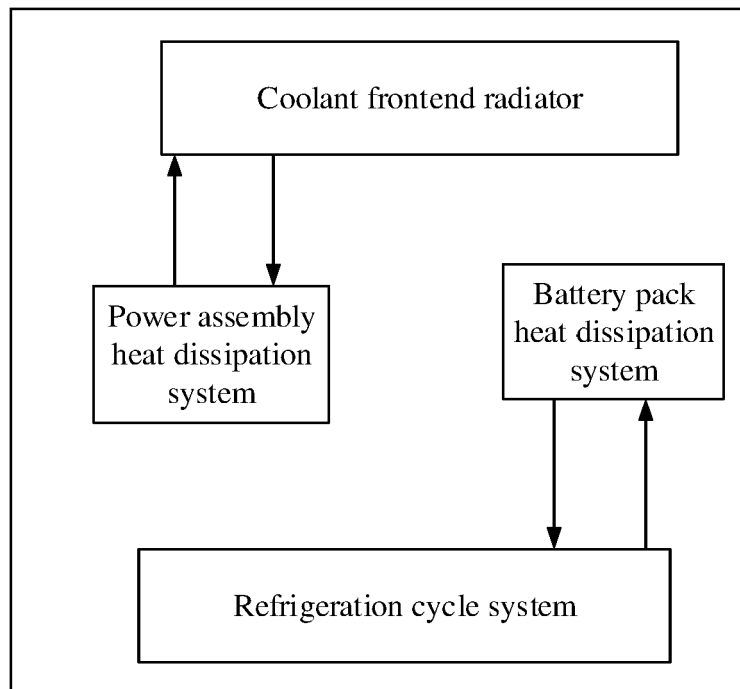 Coolant frontend radiator
Power assembly
heat dissipation
system
Battery pack
heat dissipation
system
Refrigeration cycle system